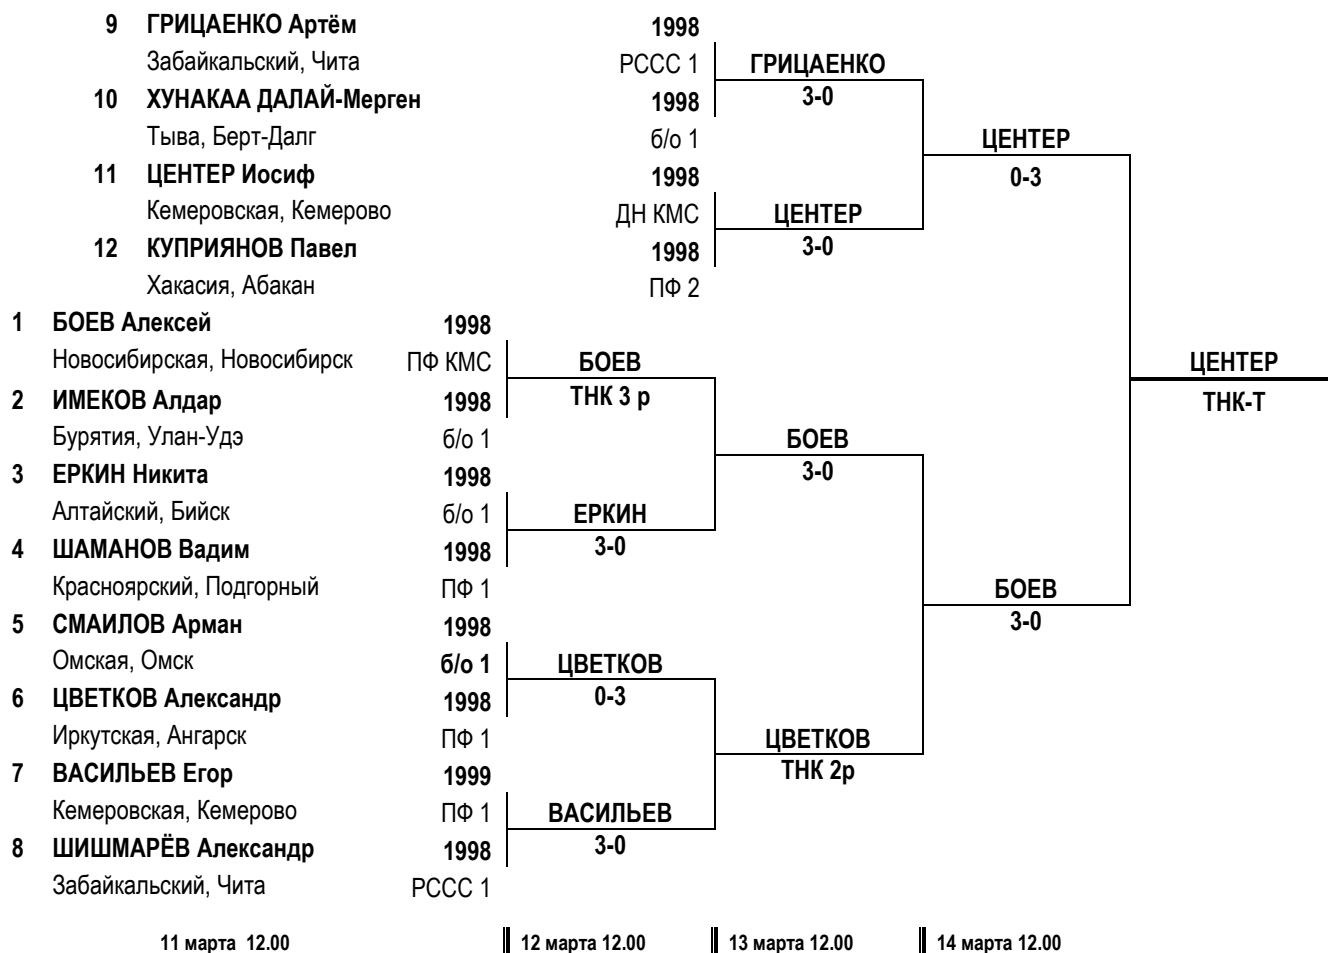 9 ГРИЦАЕНКО Артём 1998
Забайкальский, Чита РССС 1 ГРИЦАЕНКО
10 ХУНАКАА ДАЛАЙ-Мерген 1998 3-0
Тыва, Берт-Далг б/о 1 ЦЕНТЕР
11 ЦЕНТЕР Иосиф 1998 0-3
Кемеровская, Кемерово ДН КМС ЦЕНТЕР
12 КУПРИЯНОВ Павел 1998 3-0
Хакасия, Абакан ПФ 2
1 БОЕВ Алексей 1998
Новосибирская, Новосибирск ПФ КМС БОЕВ ЦЕНТЕР
2 ИМЕКОВ Алдар 1998 ТНК 3 р ТНК-Т
Бурятия, Улан-Удэ б/о 1 БОЕВ
3 ЕРКИН Никита 1998 3-0
Алтайский, Бийск б/о 1 ЕРКИН
4 ШАМАНОВ Вадим 1998 3-0
Красноярский, Подгорный ПФ 1 БОЕВ
5 СМАИЛОВ Арман 1998 3-0
Омская, Омск б/о 1 ЦВЕТКОВ
6 ЦВЕТКОВ Александр 1998 0-3
Иркутская, Ангарск ПФ 1 ЦВЕТКОВ
7 ВАСИЛЬЕВ Егор 1999 ТНК 2р
Кемеровская, Кемерово ПФ 1 ВАСИЛЬЕВ
8 ШИШМАРЁВ Александр 1998 3-0
Забайкальский, Чита РССС 1
11 марта 12.00 12 марта 12.00 13 марта 12.00 14 марта 12.00